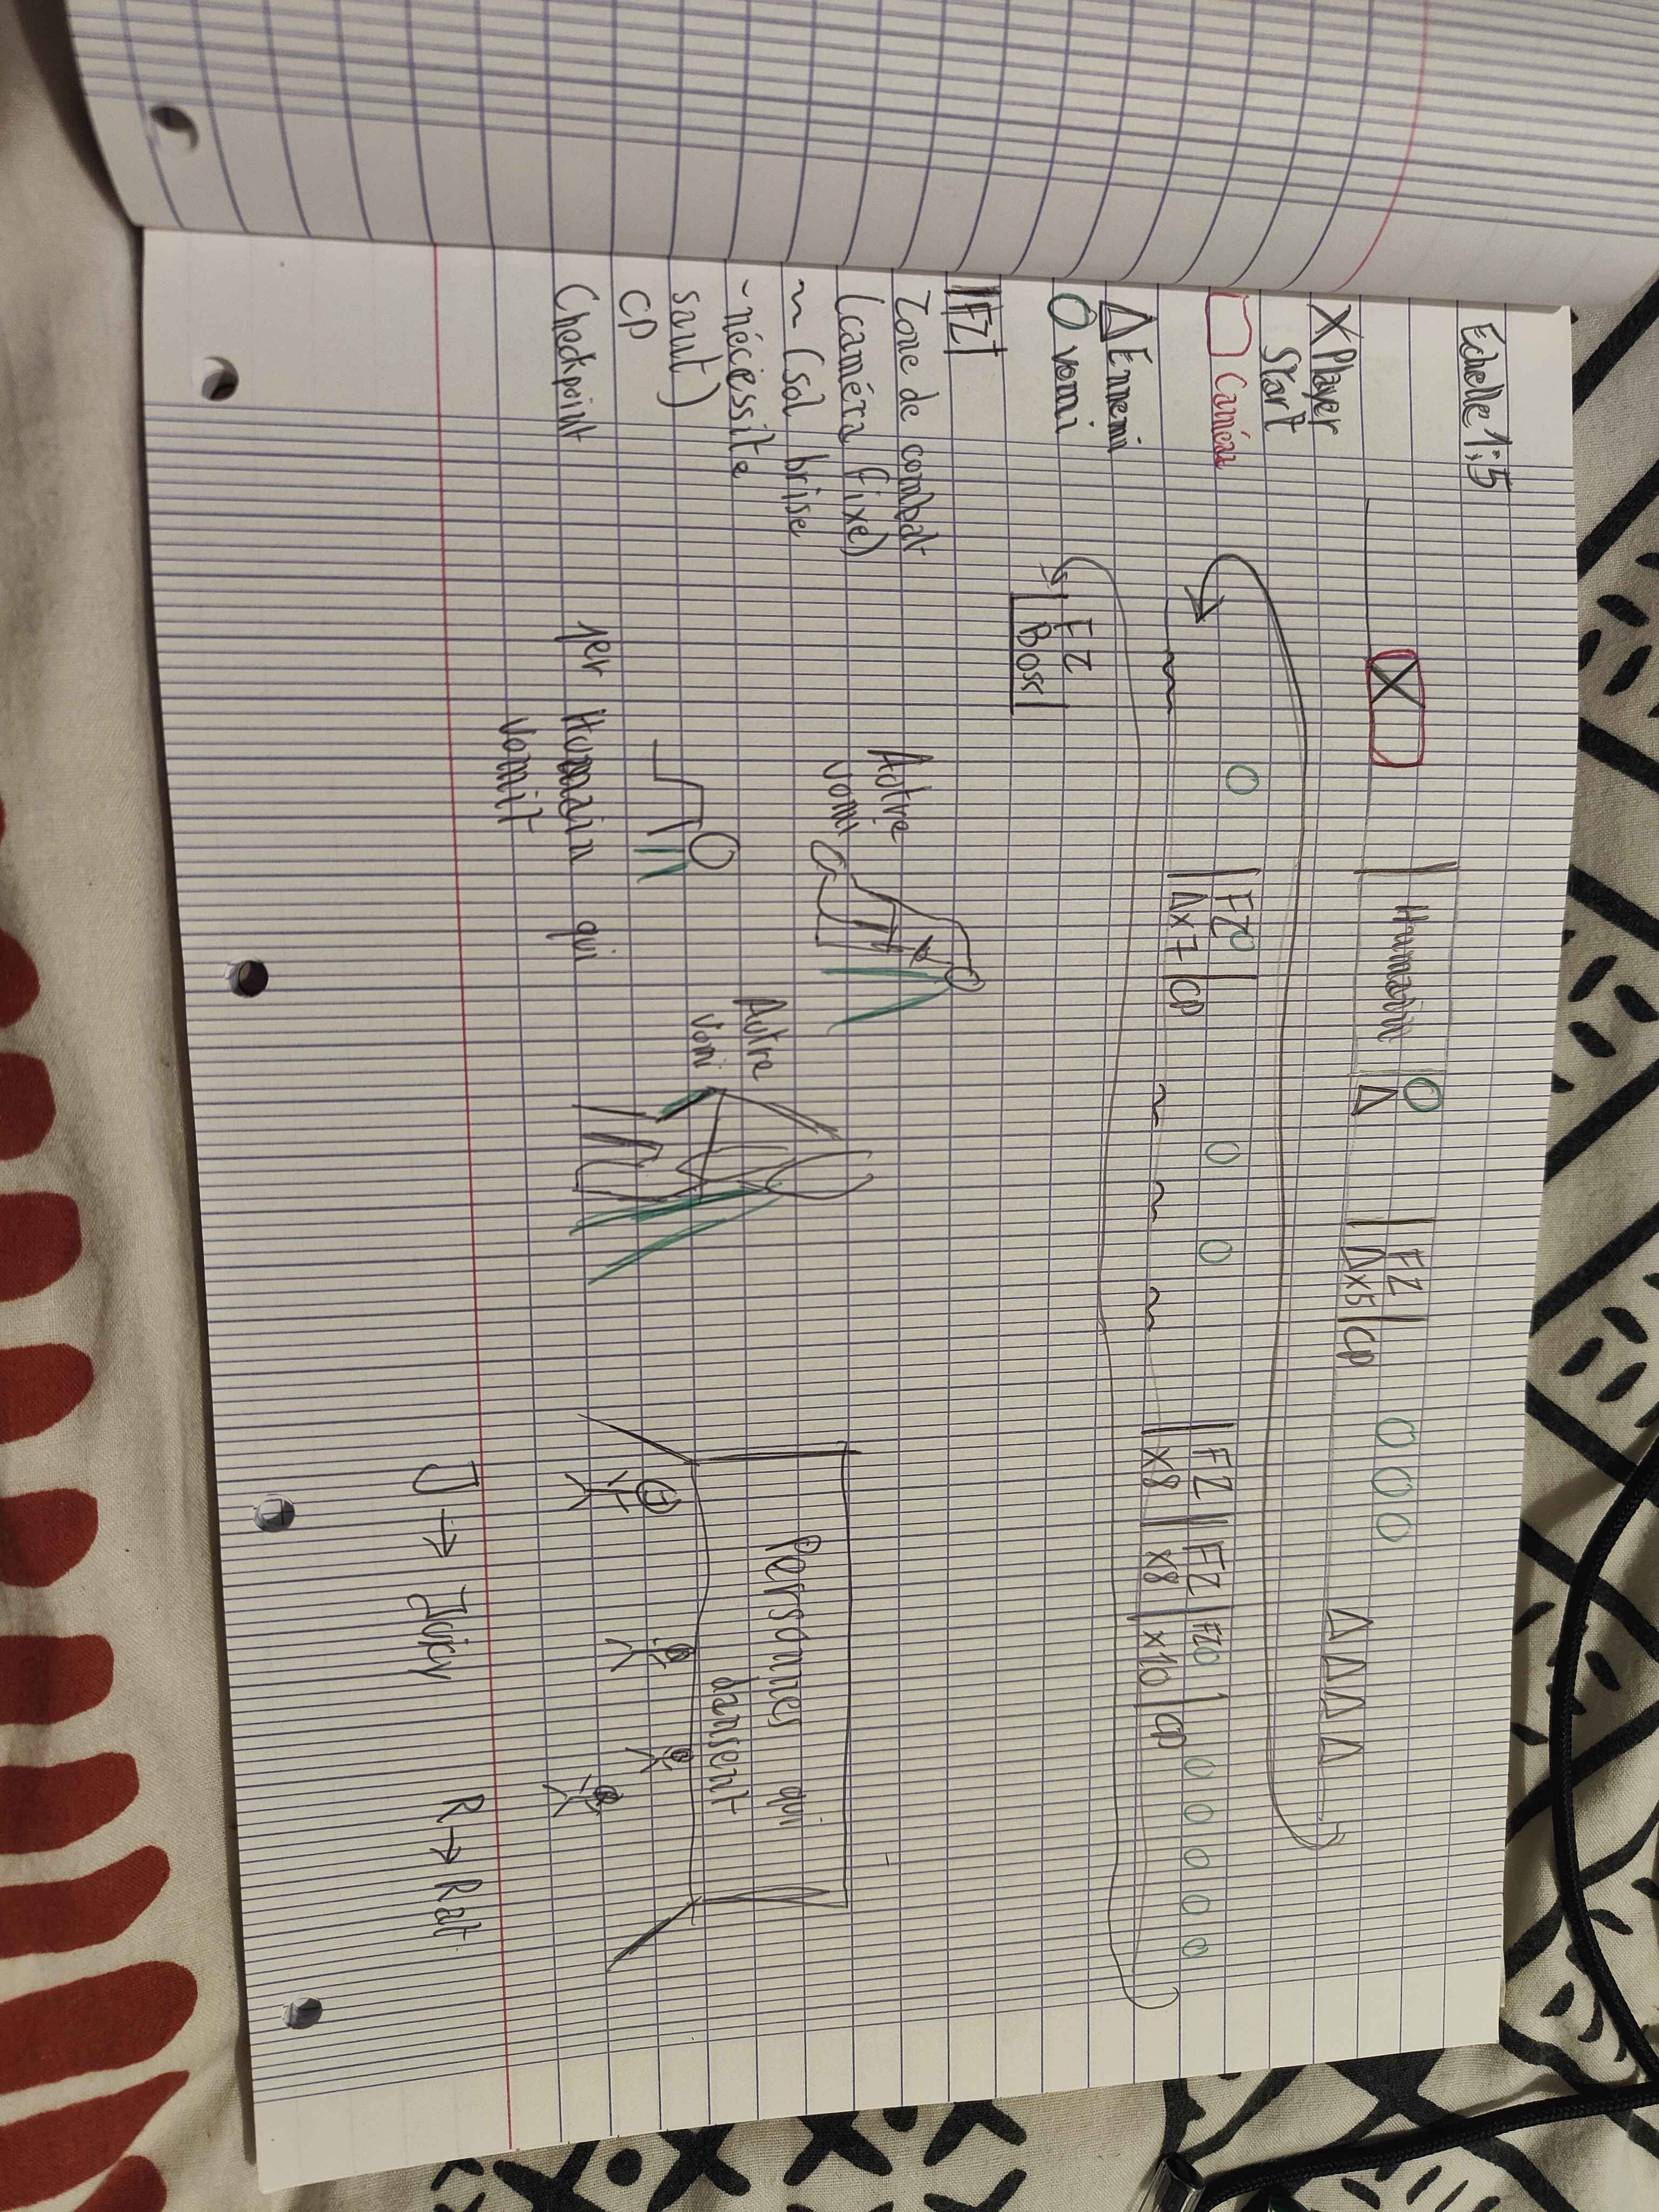 Echelle 1:5
X Player
Start
Caméra
Δ Ennemi
O vomi
|FZ|
Zone de combat
(caméra fixe)
~ (sol brisé
- nécessite
saut)
CP
Checkpoint
X
Humain
O
Δ
FZ
Δx5 | CP
O O O
Δ Δ Δ Δ
~
O
FZ O
Δx7 | CP
~ O ~ O ~
FZ | FZ | FZO
x8 | x8 | x10 | CP
O O O O O
FZ
Boss
Autre
vomi
Autre
vomi
1er Humain qui
vomit
Personnes qui
dansent
J → Juicy
R → Rat